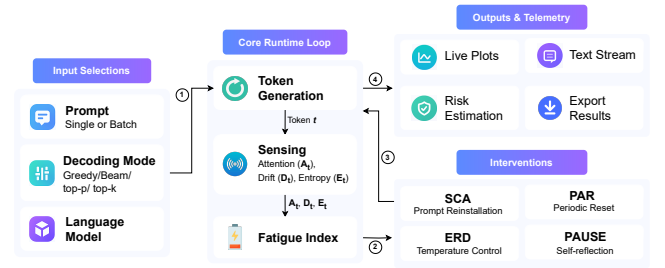 Input Selections
Prompt
Single or Batch
Decoding Mode
Greedy/Beam/
top-p/ top-k
Language
Model
1
Core Runtime Loop
Token
Generation
Token t
Sensing
Attention (At),
Drift (Dt), Entropy (Et)
At, Dt, Et
Fatigue Index
4
3
2
Outputs & Telemetry
Live Plots
Text Stream
Risk
Estimation
Export
Results
Interventions
SCA
Prompt Reinstallation
PAR
Periodic Reset
ERD
Temperature Control
PAUSE
Self-reflection